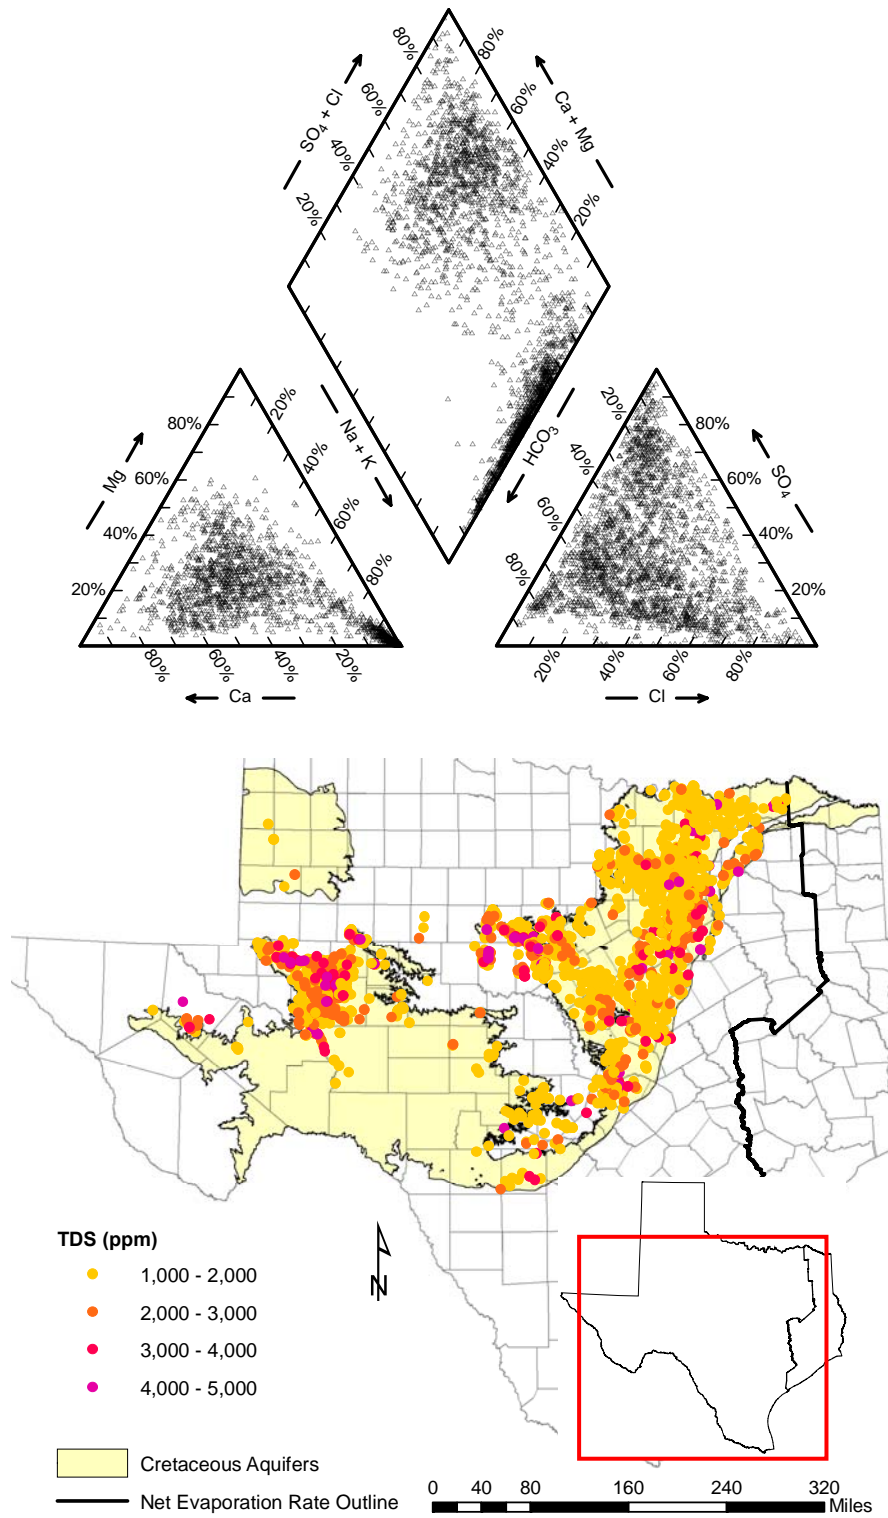 80%
80%
SO4 + Cl
Ca + Mg
60%
60%
40%
40%
20%
20%
Mg
80%
60%
40%
20%
20%
40%
60%
80%
Na + K
HCO3
20%
40%
60%
80%
80%
60%
40%
20%
SO4
80%
60%
40%
20%
Ca
20%
40%
60%
80%
Cl
TDS (ppm)
1,000 - 2,000
2,000 - 3,000
3,000 - 4,000
4,000 - 5,000
N
Cretaceous Aquifers
Net Evaporation Rate Outline
0 40 80 160 240 320
Miles